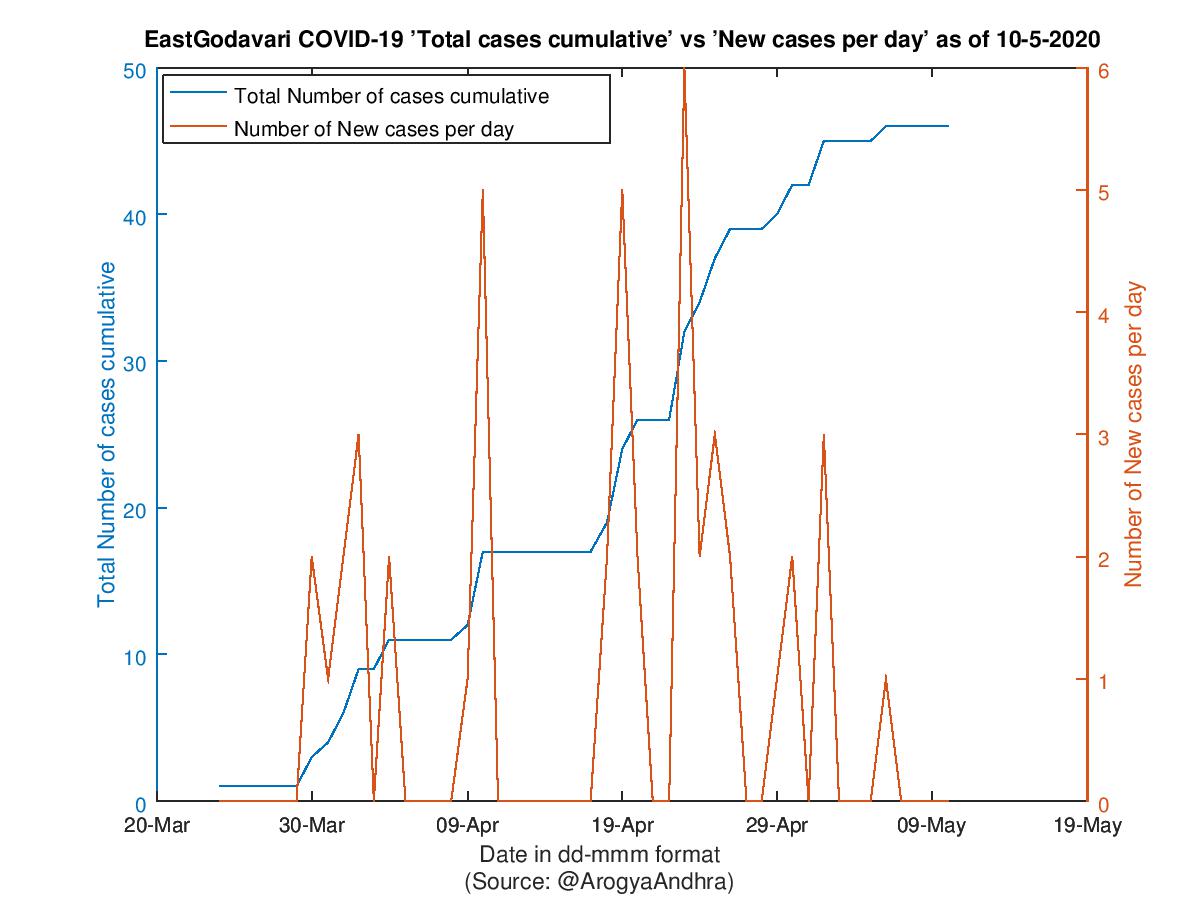 EastGodavari COVID-19 ’Total cases cumulative’ vs ’New cases per day’ as of 10-5-2020
Total Number of cases cumulative
Number of New cases per day
50
40
30
20
10
0
Total Number of cases cumulative
6
5
4
3
2
1
0
Number of New cases per day
20-Mar 30-Mar 09-Apr 19-Apr 29-Apr 09-May 19-May
Date in dd-mmm format
(Source: @ArogyaAndhra)